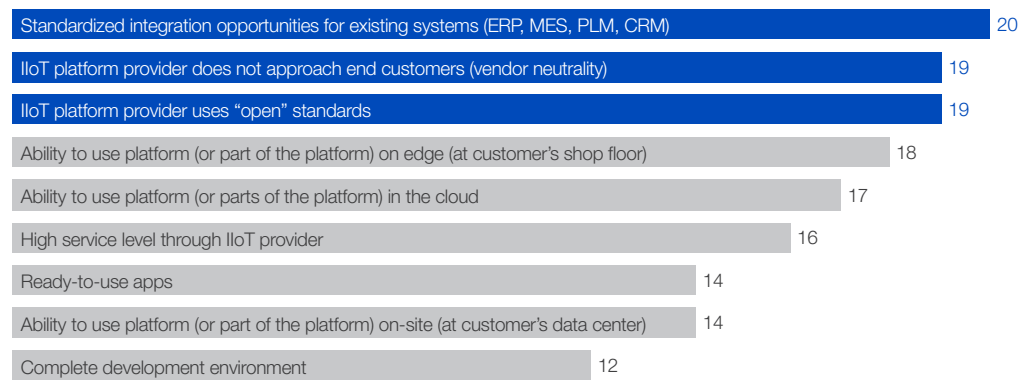 Standardized integration opportunities for existing systems (ERP, MES, PLM, CRM) 20
IIoT platform provider does not approach end customers (vendor neutrality) 19
IIoT platform provider uses “open” standards 19
Ability to use platform (or part of the platform) on edge (at customer’s shop floor) 18
Ability to use platform (or parts of the platform) in the cloud 17
High service level through IIoT provider 16
Ready-to-use apps 14
Ability to use platform (or part of the platform) on-site (at customer’s data center) 14
Complete development environment 12